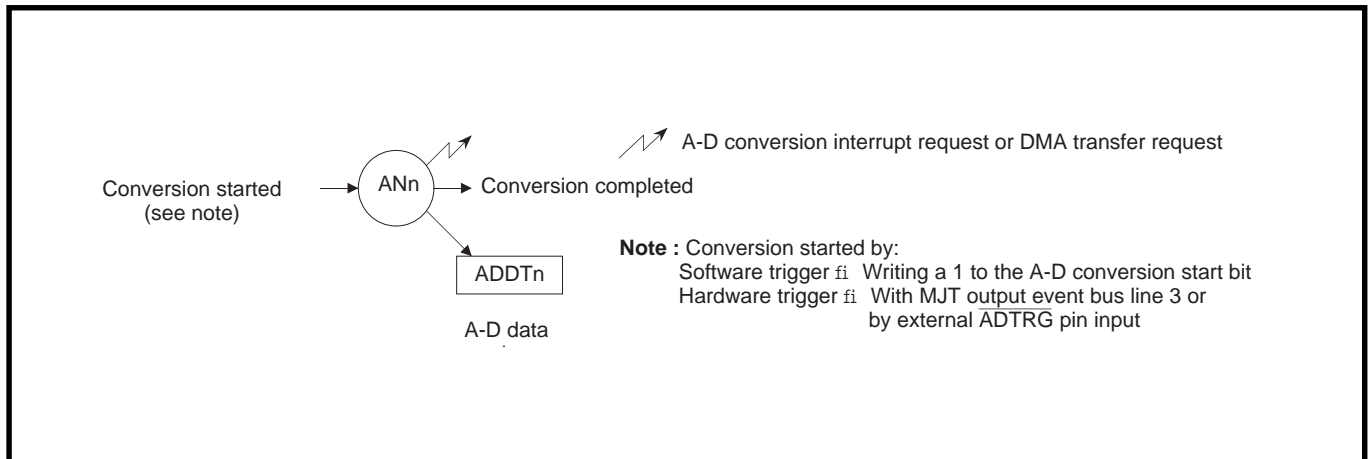 A-D conversion interrupt request or DMA transfer request
Conversion started
(see note)
ANn
Conversion completed
ADDTn
A-D data
Note : Conversion started by:
Software trigger fi Writing a 1 to the A-D conversion start bit
Hardware trigger fi With MJT output event bus line 3 or
by external ADTRG pin input